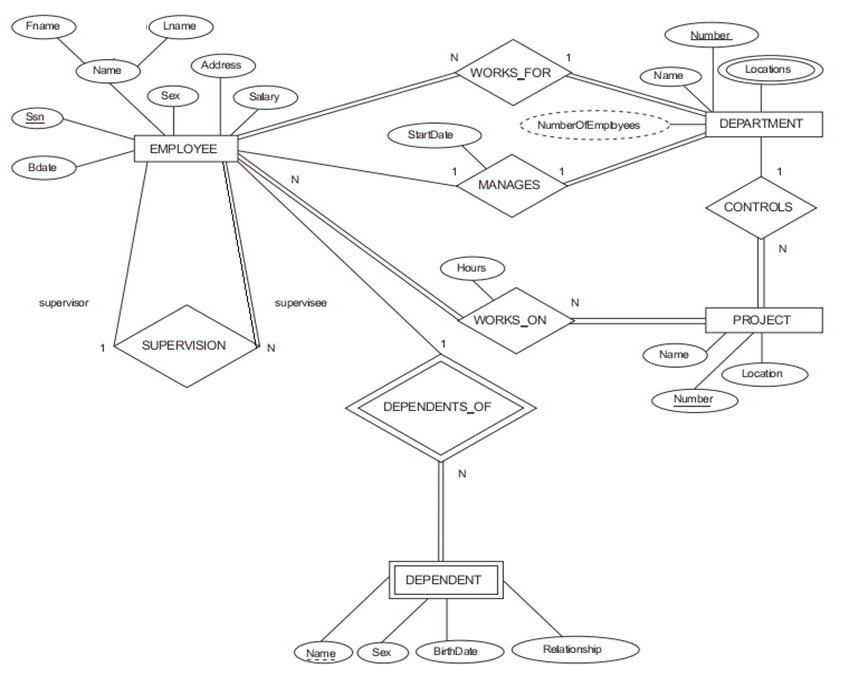 Fname
Lname
Number
Name
Address
N
1
WORKS_FOR
Name
Locations
Sex
Salary
Ssn
StartDate
NumberOfEmployees
DEPARTMENT
EMPLOYEE
Bdate
1
MANAGES
1
1
N
CONTROLS
N
Hours
supervisor
supervisee
N
WORKS_ON
PROJECT
1
SUPERVISION
N
1
Name
Location
Number
DEPENDENTS_OF
N
DEPENDENT
Name
Sex
BirthDate
Relationship